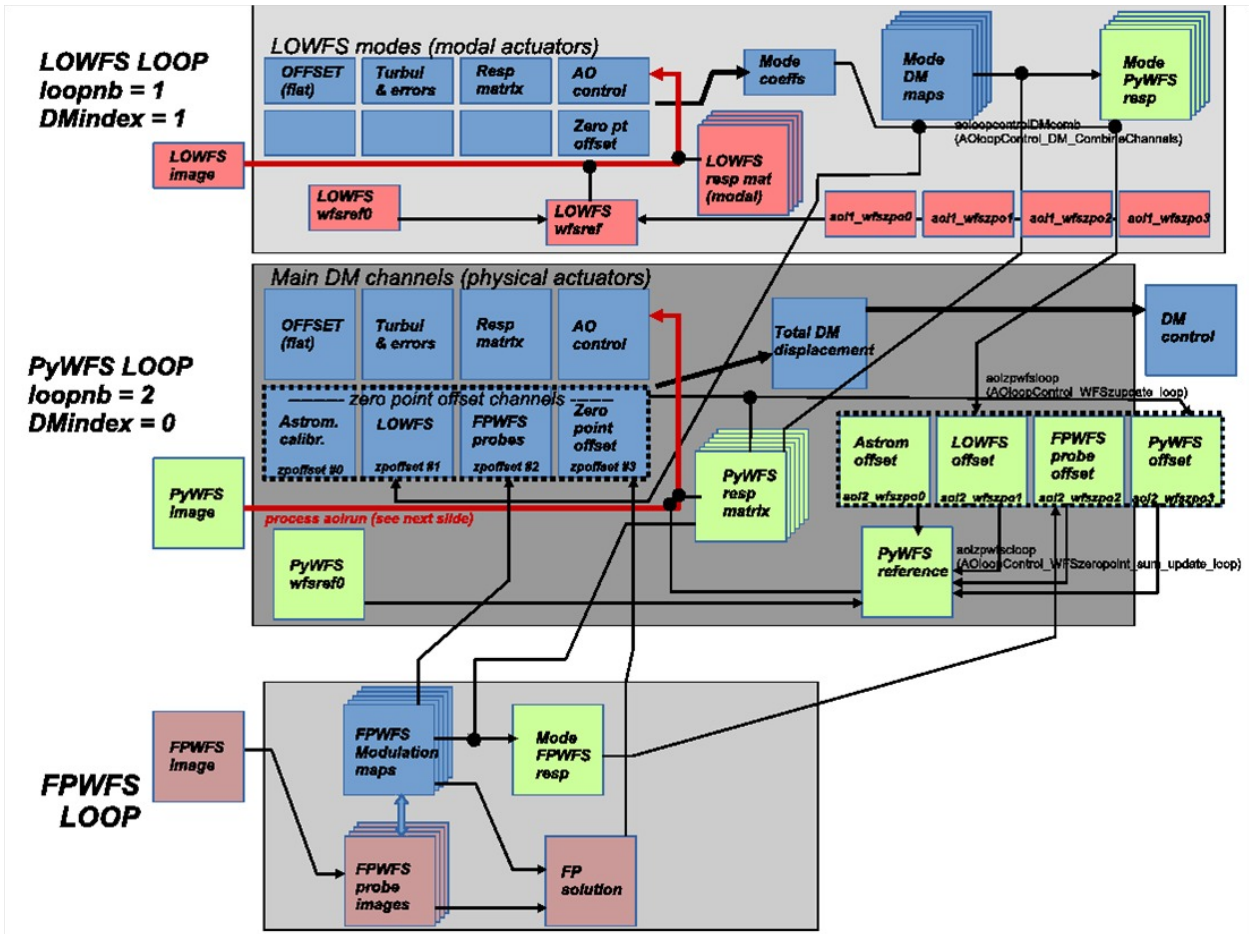 LOWFS LOOP
loopnb = 1
DMindex = 1
LOWFS modes (modal actuators)
OFFSET
(flat)
Turbul
& errors
Resp
matrix
AO
control
Zero pt
offset
Mode
coeffs
Mode
DM
maps
Mode
PyWFS
resp
aoloopcontrolDMcomb
(AOloopControl_DM_CombineChannels)
LOWFS
image
LOWFS
resp mat
(modal)
LOWFS
wfsref0
LOWFS
wfsref
aol1_wfszpo0
aol1_wfszpo1
aol1_wfszpo2
aol1_wfszpo3
PyWFS LOOP
loopnb = 2
DMindex = 0
Main DM channels (physical actuators)
OFFSET
(flat)
Turbul
& errors
Resp
matrix
AO
control
Total DM
displacement
DM
control
zero point offset channels
Astrom.
calibr.
zpoffset #0
LOWFS
zpoffset #1
FPWFS
probes
zpoffset #2
Zero
point
offset
zpoffset #3
aolzpwfsloop
(AOloopControl_WFSzupdate_loop)
Astrom
offset
aol2_wfszpo0
LOWFS
offset
aol2_wfszpo1
FPWFS
probe
offset
aol2_wfszpo2
PyWFS
offset
aol2_wfszpo3
PyWFS
image
process aolrun (see next slide)
PyWFS
resp
matrix
PyWFS
wfsref0
PyWFS
reference
aolzpwfscloop
(AOloopControl_WFSzeropoint_sum_update_loop)
FPWFS
LOOP
FPWFS
image
FPWFS
Modulation
maps
Mode
FPWFS
resp
FPWFS
probe
images
FP
solution